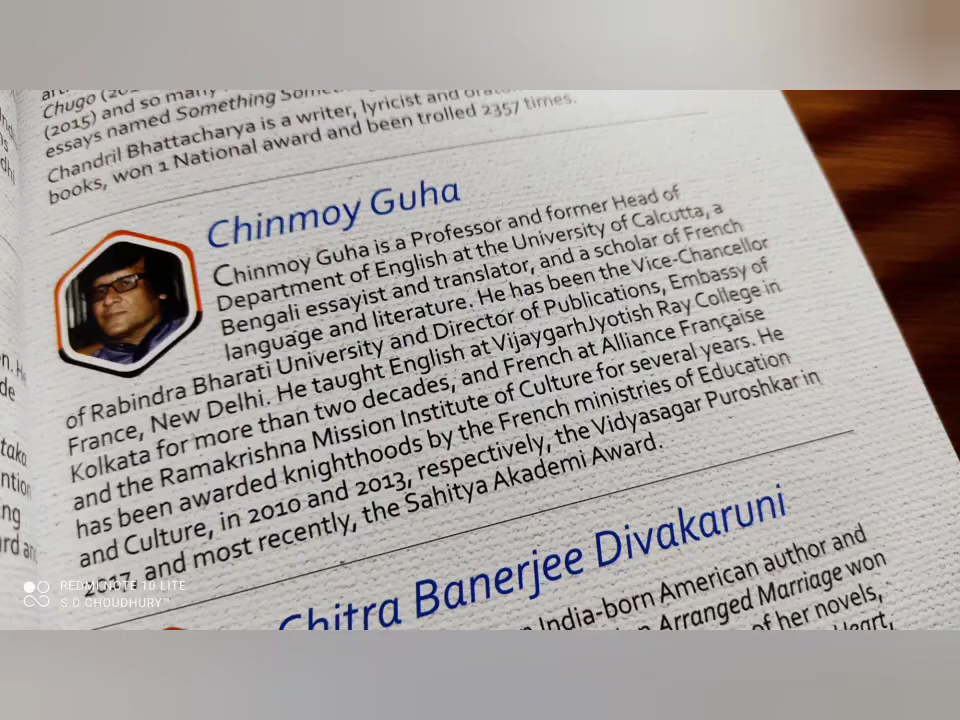 Chugo
(2015) and so many
essays named Something
Chandril Bhattacharya is a writer, lyricist and
books, won 1 National award and been trolled 2357 times.
Chinmoy Guha
Chinmoy Guha is a Professor and former Head of
Department of English at the University of Calcutta, a
Bengali essayist and translator, and a scholar of French
language and literature. He has been the Vice-Chancellor
of Rabindra Bharati University and Director of Publications, Embassy of
France, New Delhi. He taught English at VijaygarhJyotish Ray College in
Kolkata for more than two decades, and French at Alliance Française
and the Ramakrishna Mission Institute of Culture for several years. He
has been awarded knighthoods by the French ministries of Education
and Culture, in 2010 and 2013, respectively, the Vidyasagar Puroshkar in
2017, and most recently, the Sahitya Akademi Award.
Chitra Banerjee Divakaruni
India-born American author and
Arranged Marriage won
of her novels,
Heart,
REDMI NOTE 10 LITE
S.D CHOUDHURY™